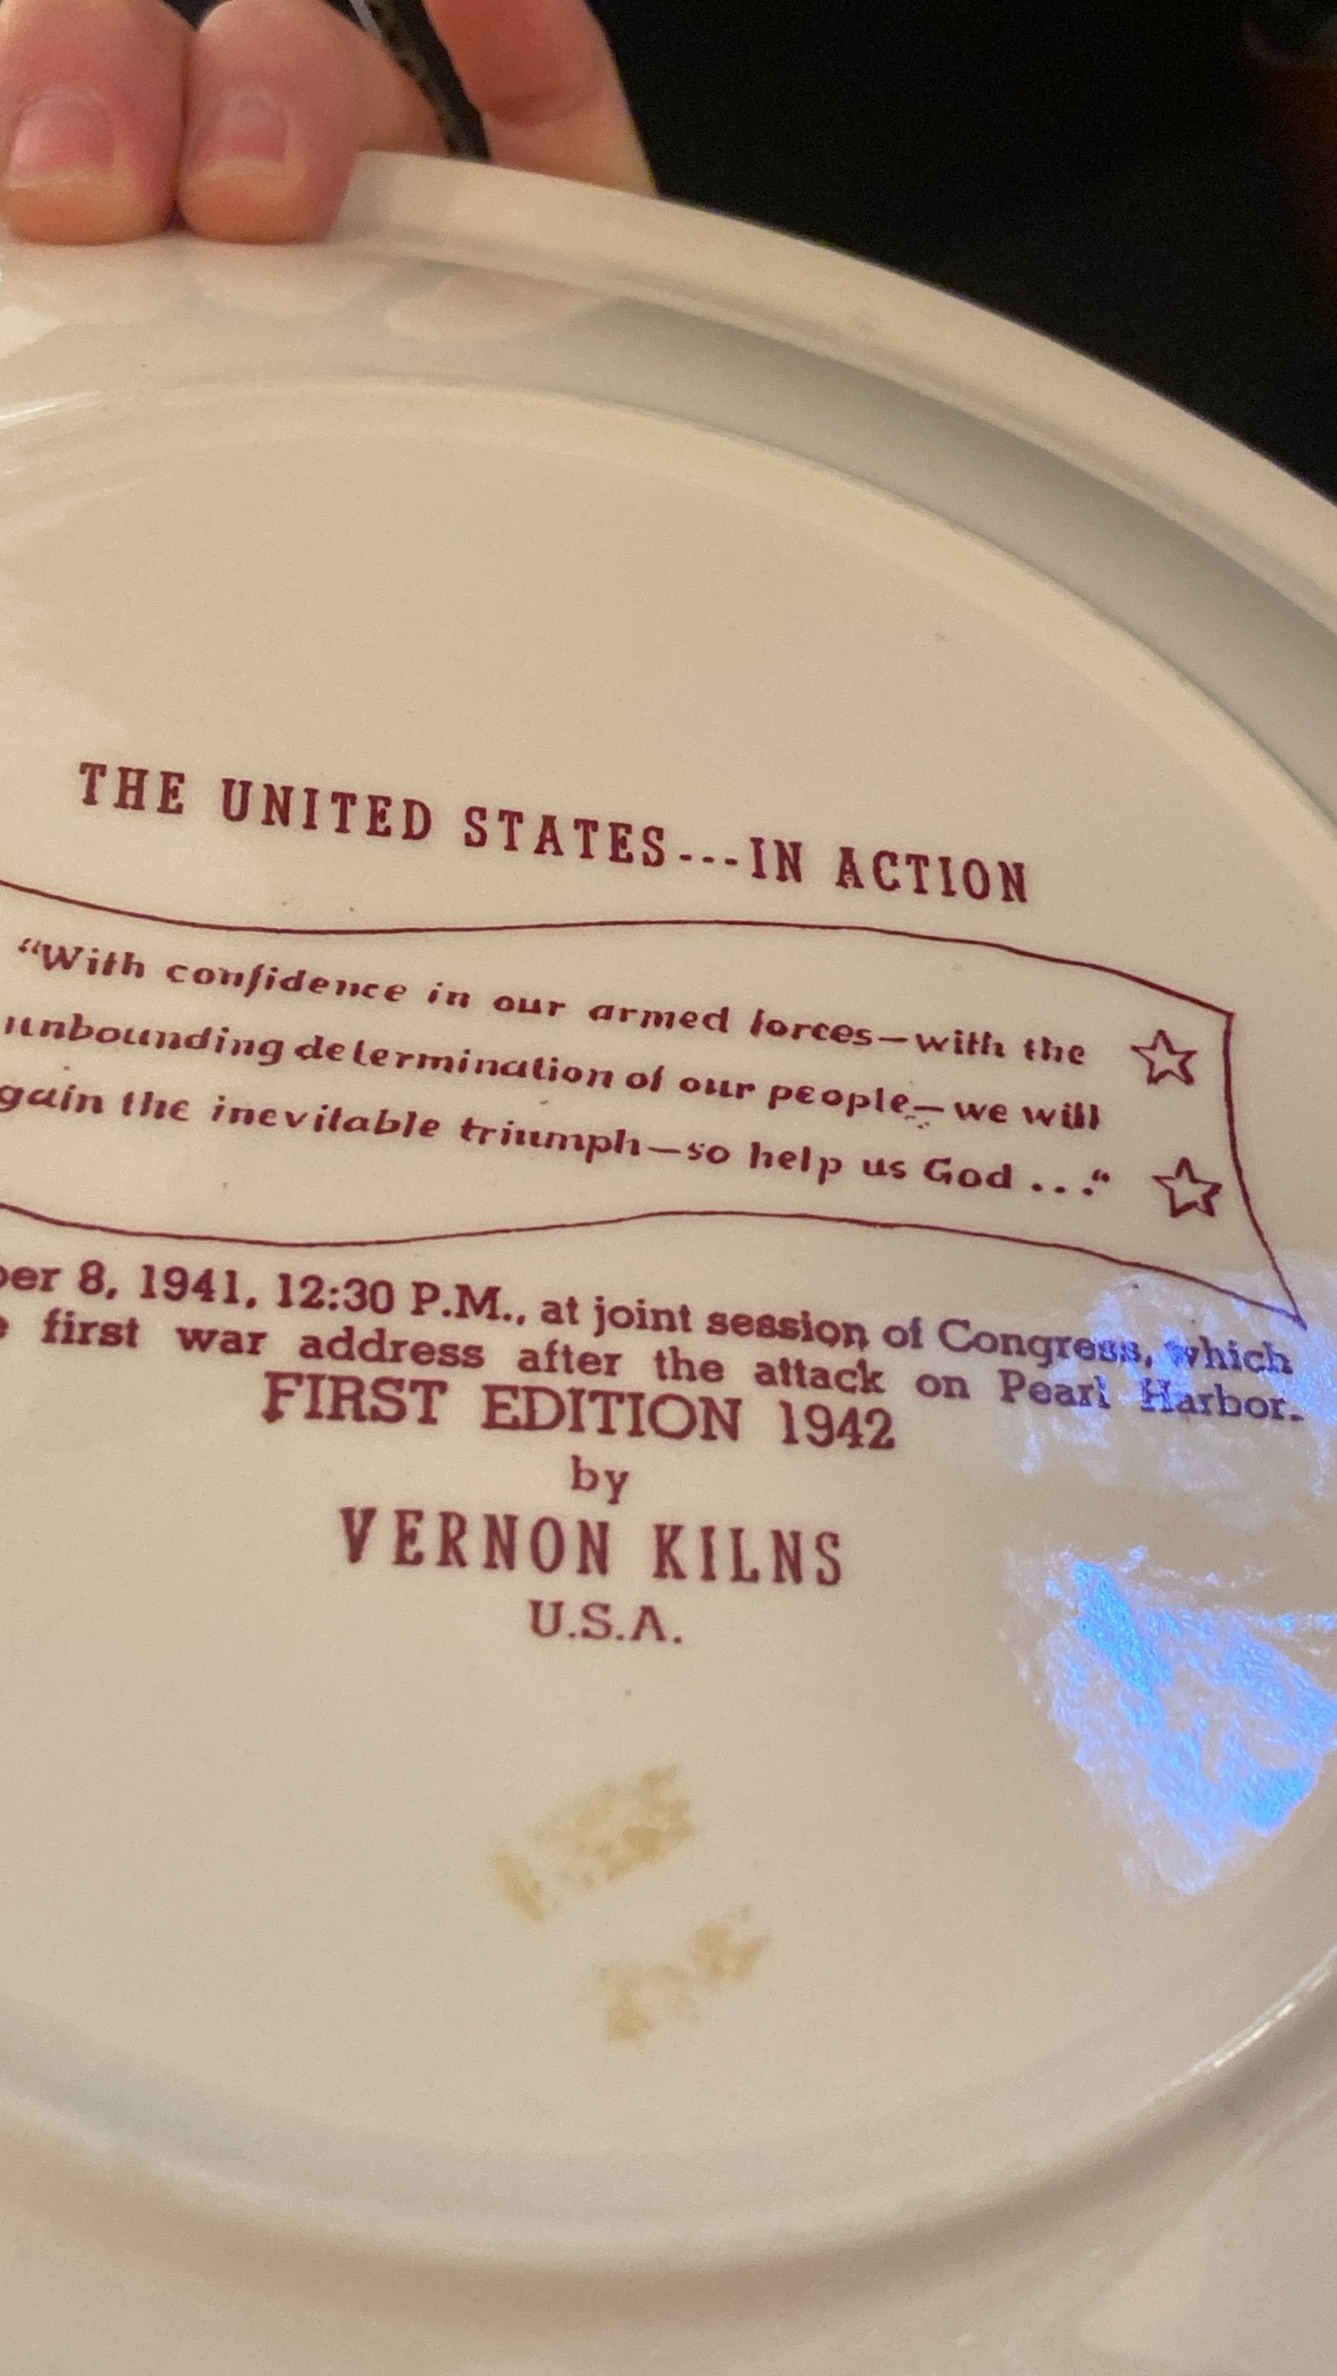 THE UNITED STATES---IN ACTION
“With confidence in our armed forces—with the
unbounding determination of our people—we will
gain the inevitable triumph—so help us God . . .“
8, 1941, 12:30 P.M., at joint session of Congress, which
first war address after the attack on Pearl Harbor.
FIRST EDITION 1942
by
VERNON KILNS
U.S.A.